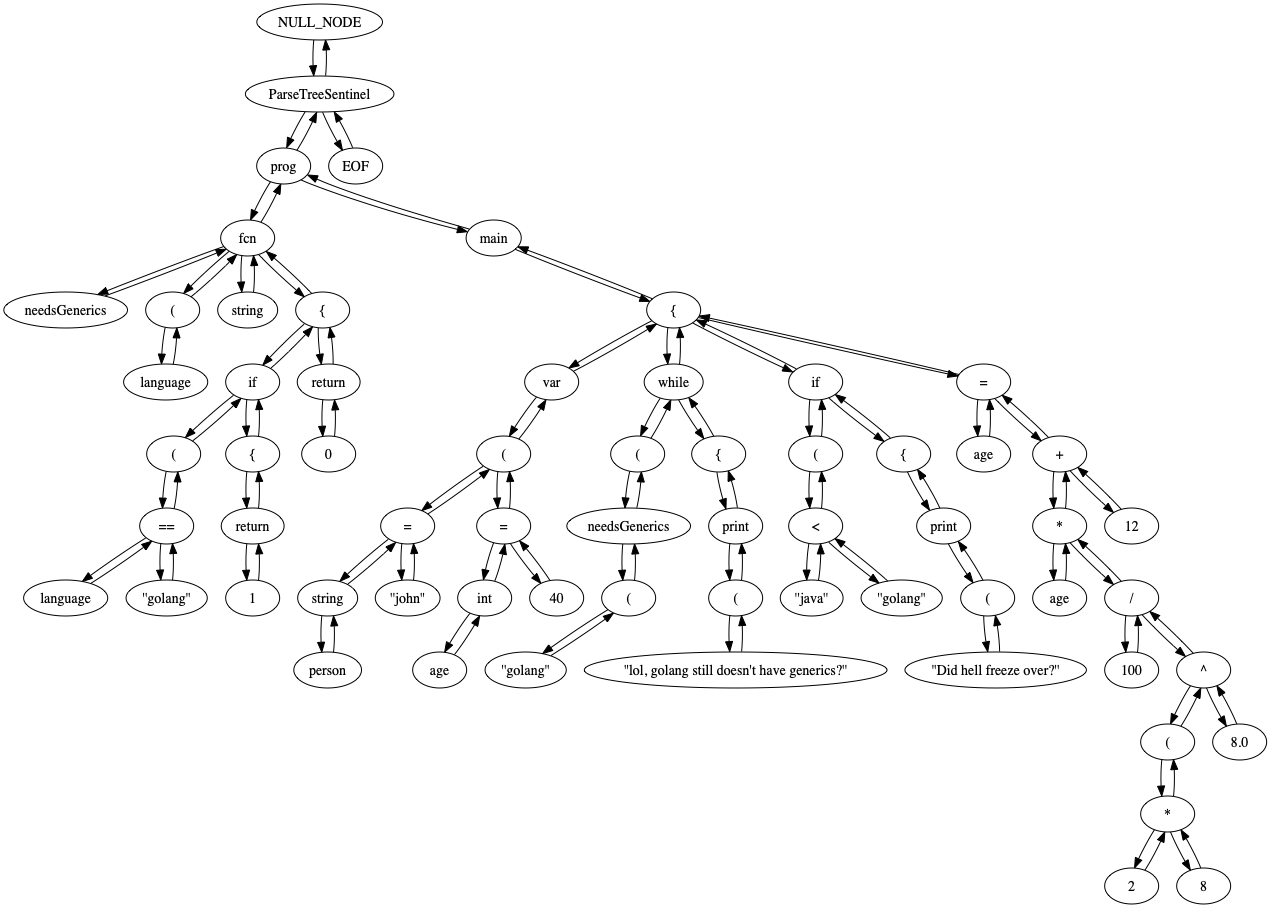 NULL_NODE
ParseTreeSentinel
prog EOF
fcn main
needsGenerics ( string { {
language if return var while if =
( { 0 ( ( { ( { age +
== return = = needsGenerics print < print * 12
language "golang" 1 string "john" int 40 ( ( "java" "golang" ( age /
person age "golang" "lol, golang still doesn't have generics?" "Did hell freeze over?" 100 ^
( 8.0
*
2 8